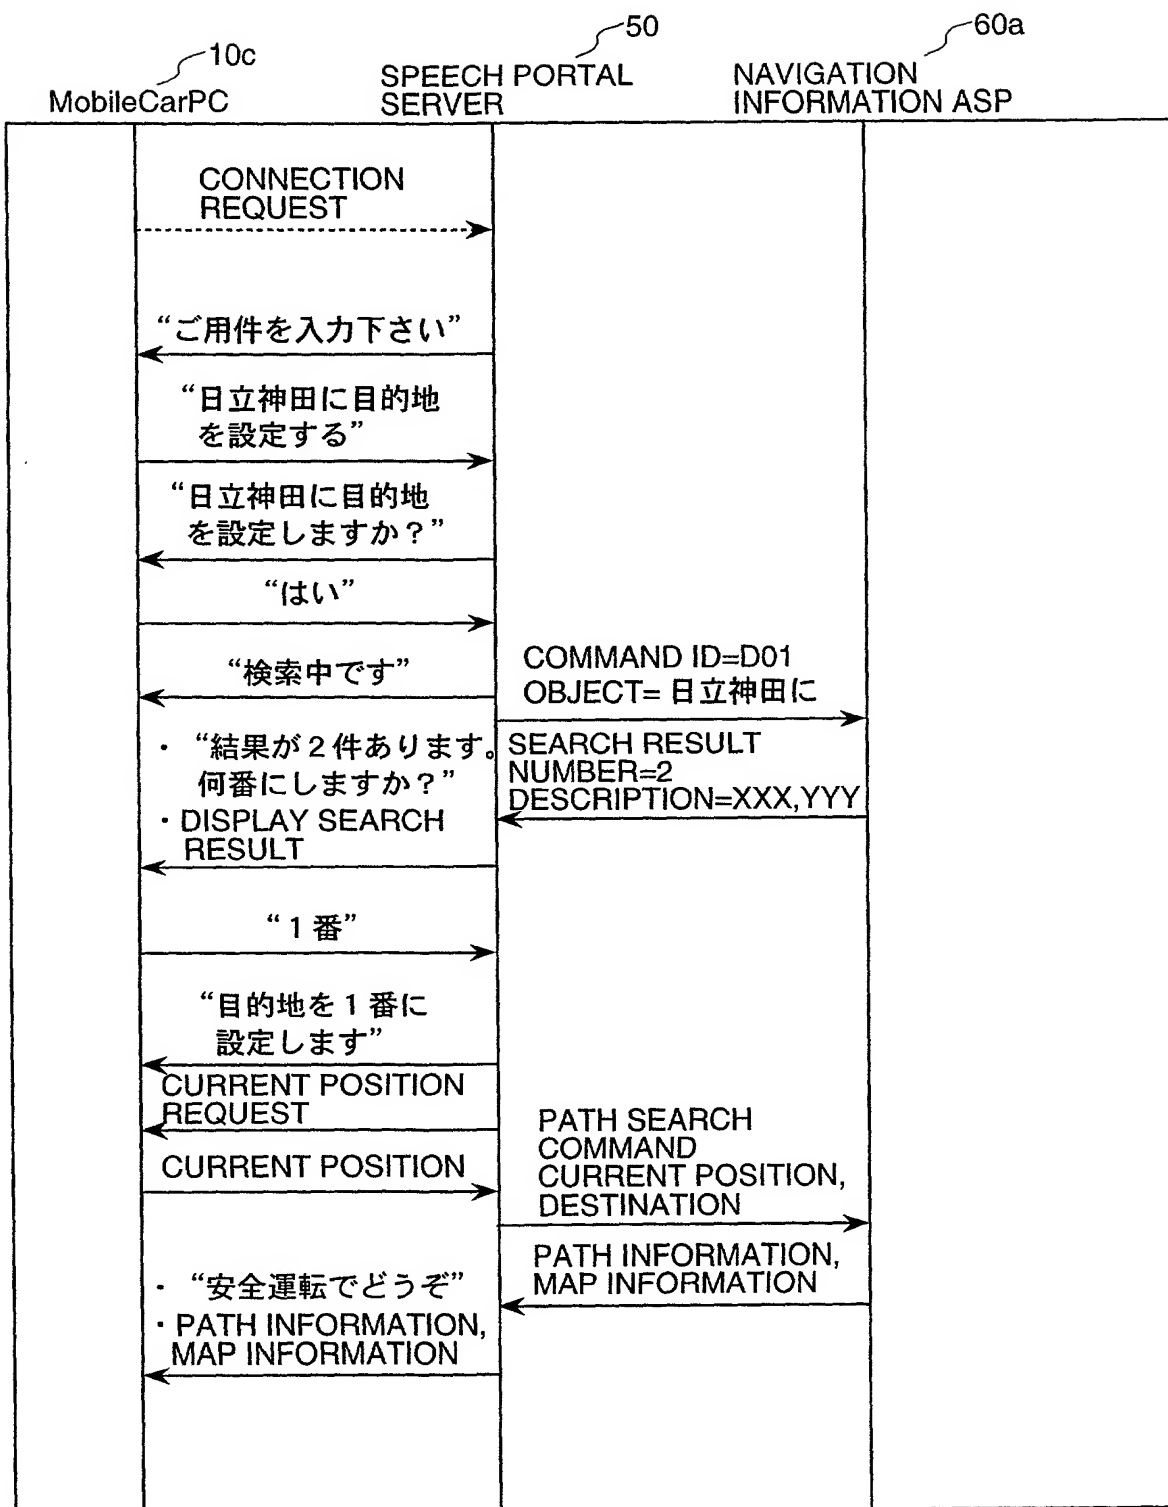 10c
MobileCarPC
50
SPEECH PORTAL
SERVER
60a
NAVIGATION
INFORMATION ASP
CONNECTION
REQUEST
“ご用件を入力下さい”
“日立神田に目的地
を設定する”
“日立神田に目的地
を設定しますか？”
“はい”
“検索中です”
COMMAND ID=D01
OBJECT= 日立神田に
SEARCH RESULT
NUMBER=2
DESCRIPTION=XXX,YYY
・ “結果が２件あります。
何番にしますか？”
・DISPLAY SEARCH
RESULT
“１番”
“目的地を１番に
設定します”
CURRENT POSITION
REQUEST
CURRENT POSITION
PATH SEARCH
COMMAND
CURRENT POSITION,
DESTINATION
PATH INFORMATION,
MAP INFORMATION
・ “安全運転でどうぞ”
・PATH INFORMATION,
MAP INFORMATION